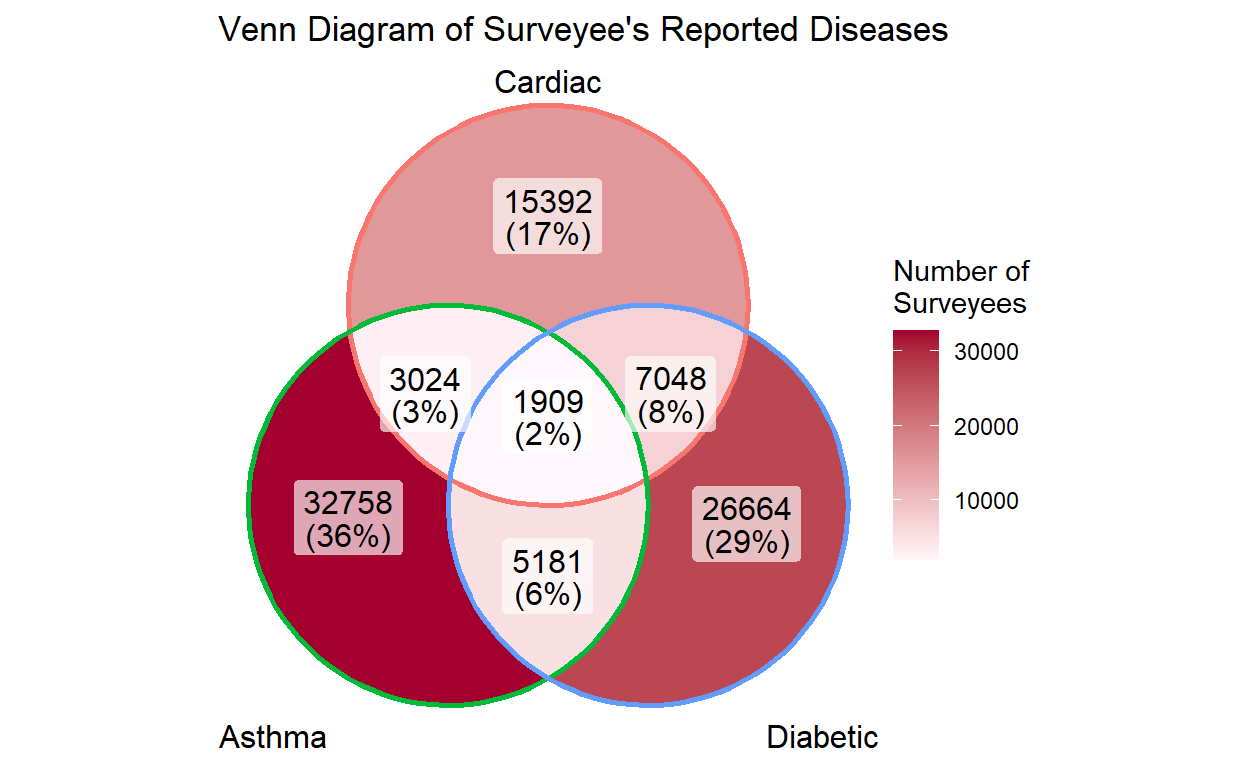 Venn Diagram of Surveyee's Reported Diseases
Cardiac
15392
(17%)
Number of
Surveyees
30000
20000
10000
3024
(3%)
1909
(2%)
7048
(8%)
32758
(36%)
26664
(29%)
5181
(6%)
Asthma
Diabetic